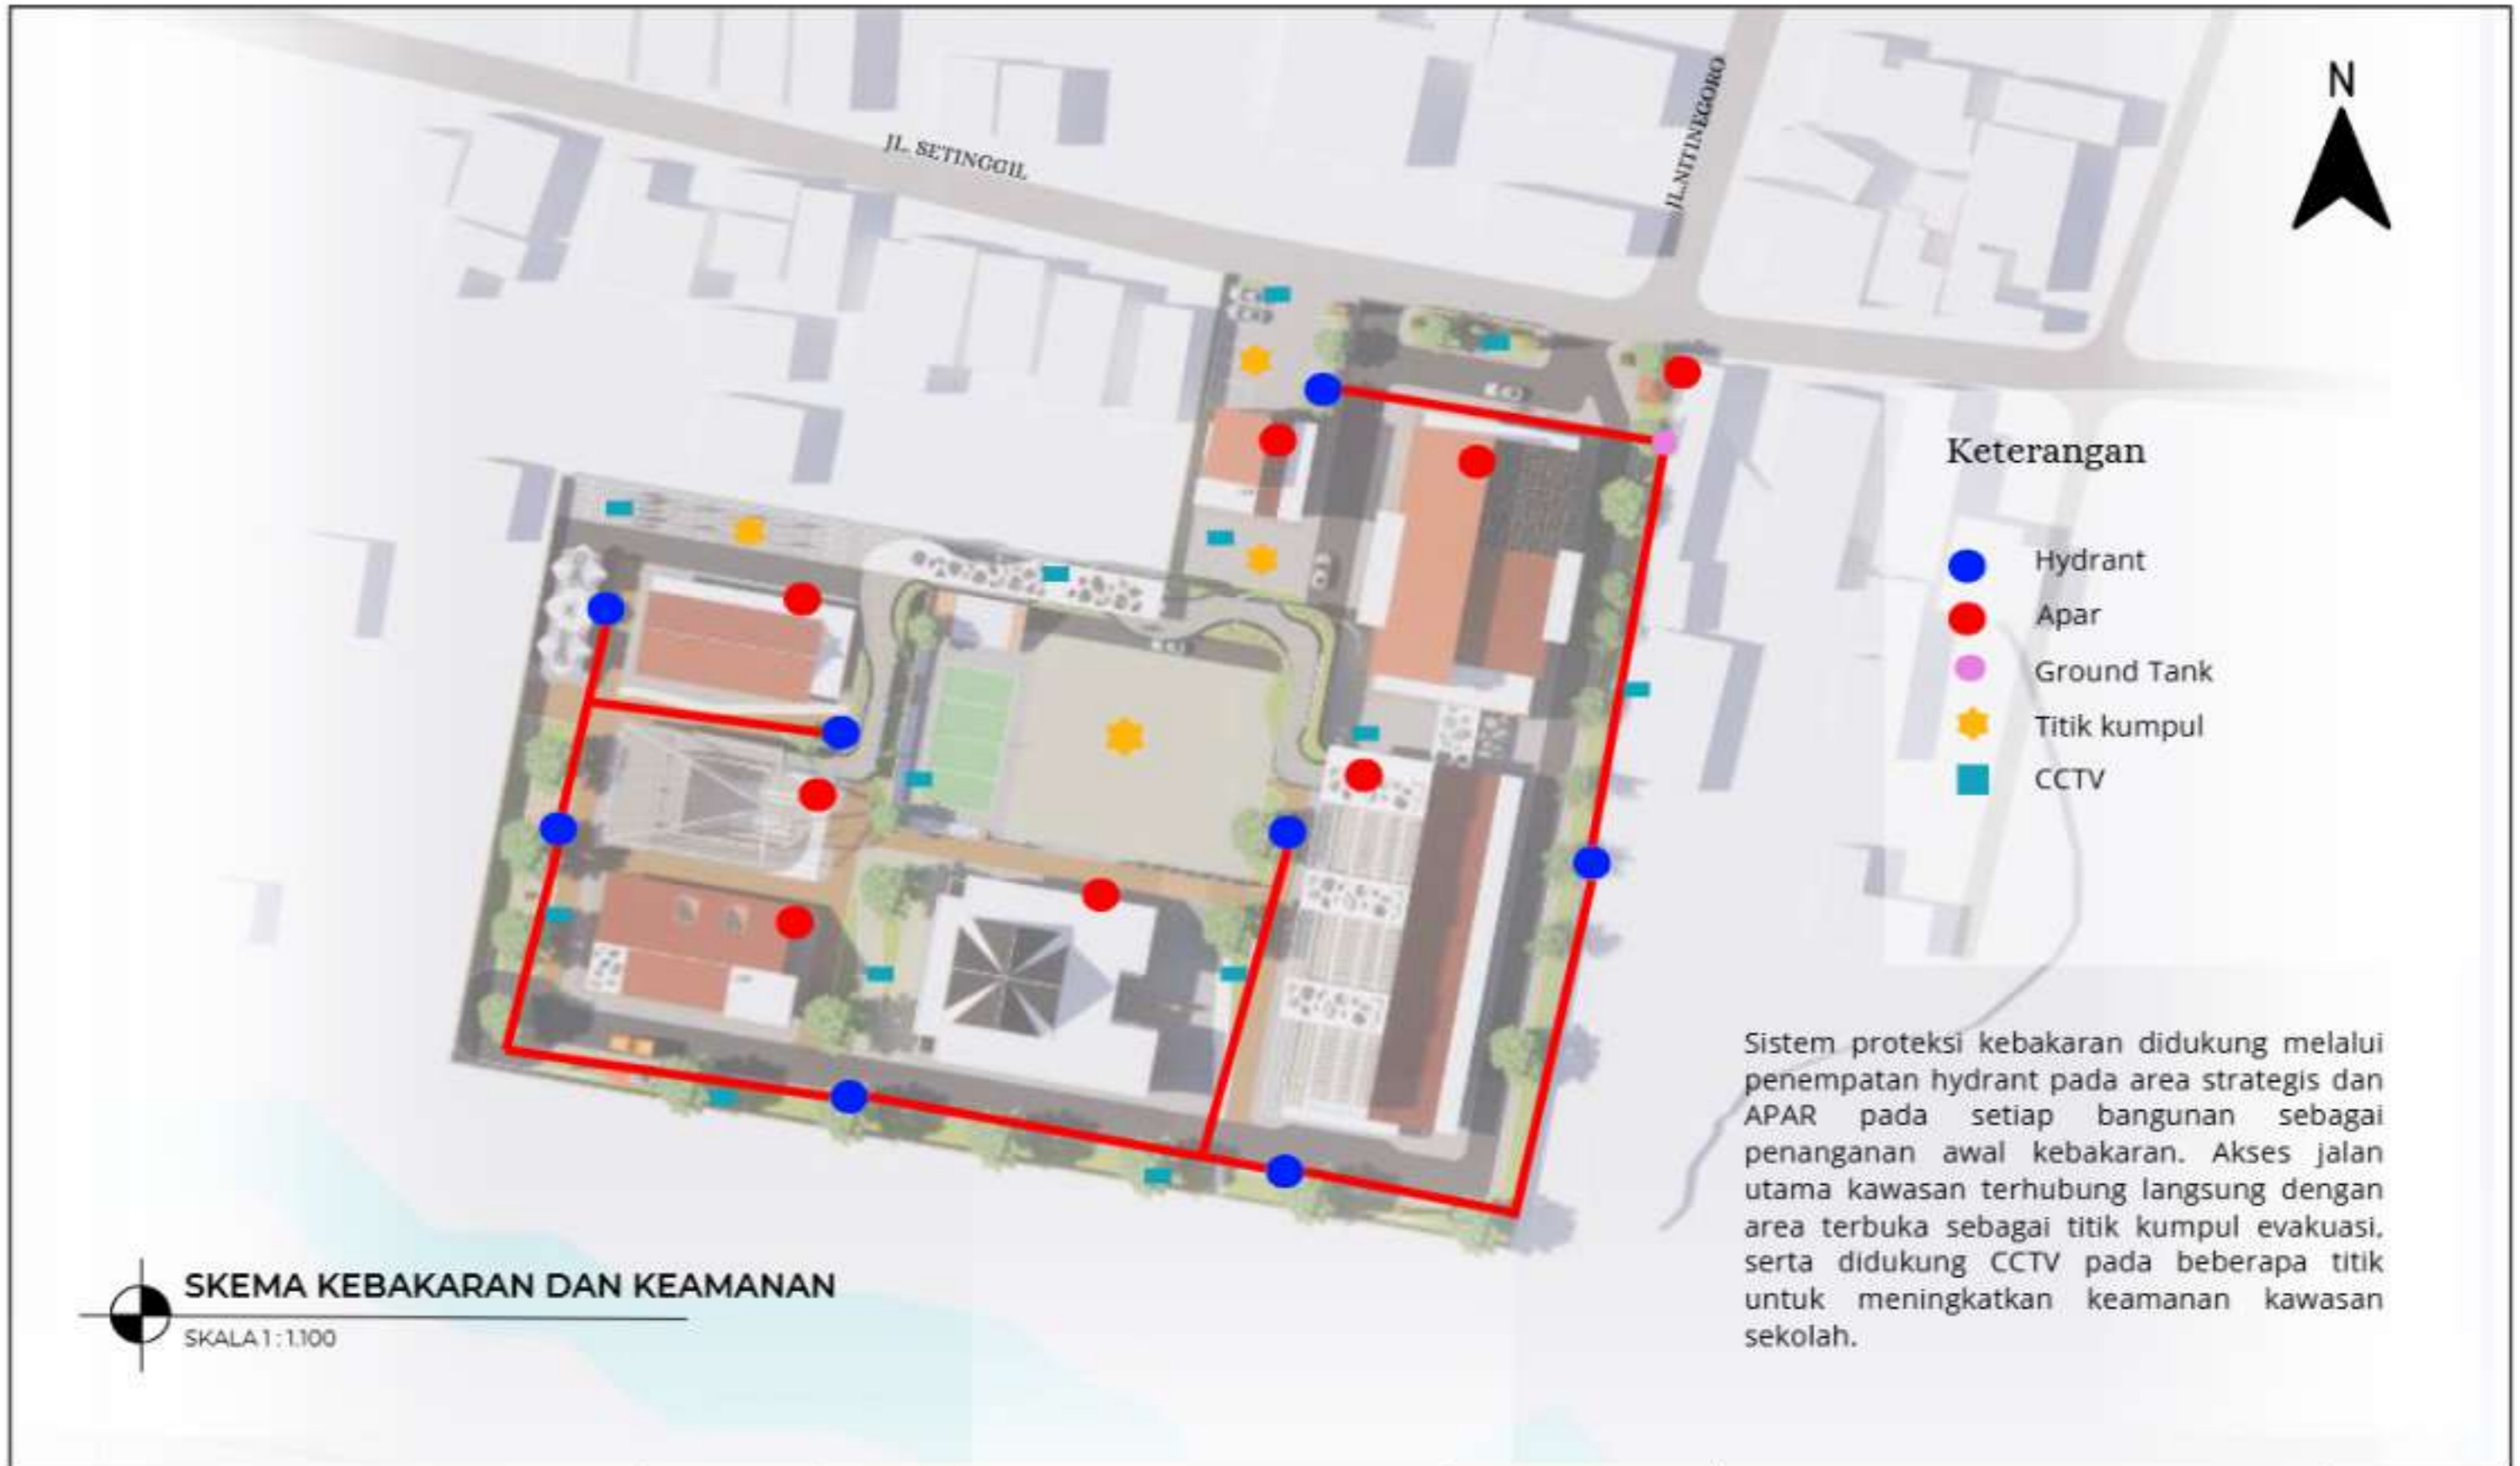 N
JL. SETINGGIL
JL.NITINEGORO
Keterangan
Hydrant
Apar
Ground Tank
Titik kumpul
CCTV
Sistem proteksi kebakaran didukung melalui
penempatan hydrant pada area strategis dan
APAR pada setiap bangunan sebagai
penanganan awal kebakaran. Akses jalan
utama kawasan terhubung langsung dengan
area terbuka sebagai titik kumpul evakuasi,
serta didukung CCTV pada beberapa titik
untuk meningkatkan keamanan kawasan
sekolah.
SKEMA KEBAKARAN DAN KEAMANAN
SKALA 1 : 1.100